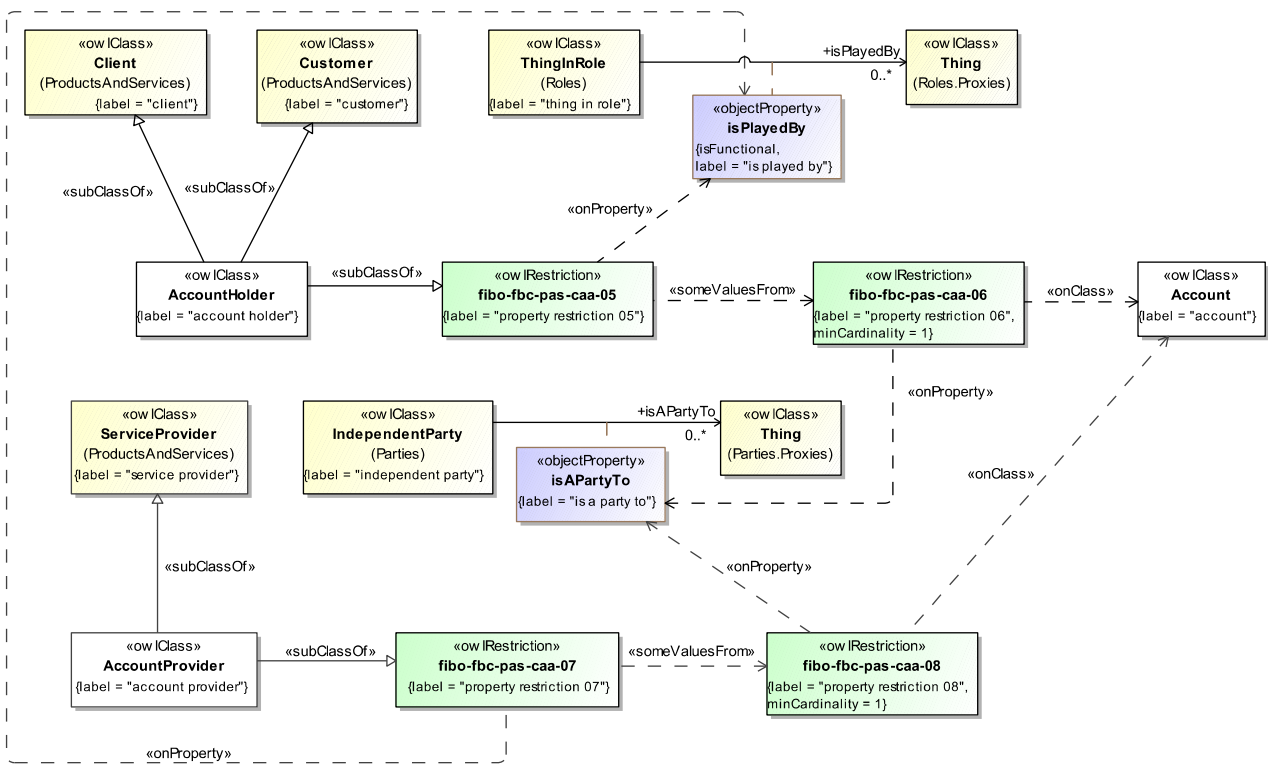 «owlClass»
Client
(ProductsAndServices)
{label = "client"}
«owlClass»
Customer
(ProductsAndServices)
{label = "customer"}
«owlClass»
ThingInRole
(Roles)
{label = "thing in role"}
+isPlayedBy
0..*
«owlClass»
Thing
(Roles.Proxies)
«objectProperty»
isPlayedBy
{isFunctional,
label = "is played by"}
«subClassOf»
«subClassOf»
«onProperty»
«owlClass»
AccountHolder
{label = "account holder"}
«subClassOf»
«owlRestriction»
fibo-fbc-pas-caa-05
{label = "property restriction 05"}
«someValuesFrom»
«owlRestriction»
fibo-fbc-pas-caa-06
{label = "property restriction 06",
minCardinality = 1}
«onClass»
«owlClass»
Account
{label = "account"}
«onProperty»
«owlClass»
ServiceProvider
(ProductsAndServices)
{label = "service provider"}
«owlClass»
IndependentParty
(Parties)
{label = "independent party"}
+isAPartyTo
0..*
«owlClass»
Thing
(Parties.Proxies)
«objectProperty»
isAPartyTo
{label = "is a party to"}
«onClass»
«subClassOf»
«onProperty»
«owlClass»
AccountProvider
{label = "account provider"}
«subClassOf»
«owlRestriction»
fibo-fbc-pas-caa-07
{label = "property restriction 07"}
«someValuesFrom»
«owlRestriction»
fibo-fbc-pas-caa-08
{label = "property restriction 08",
minCardinality = 1}
«onProperty»